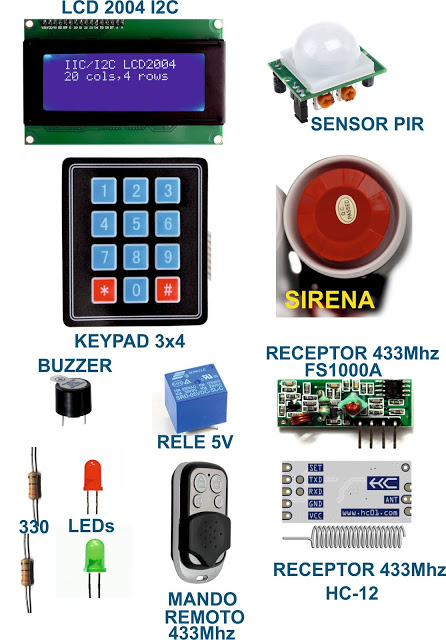 LCD 2004 I2C
IIC/I2C LCD2004
20 cols,4 rows
SENSOR PIR
1 2 3
4 5 6
7 8 9
* 0 #
KEYPAD 3x4
Q.C
PASSED
SIRENA
BUZZER
RELE 5V
RECEPTOR 433Mhz
FS1000A
330
LEDs
MANDO
REMOTO
433Mhz
SET
TXD
RXD
GND
VCC
HC
ANT
www.hc01.com
RECEPTOR 433Mhz
HC-12